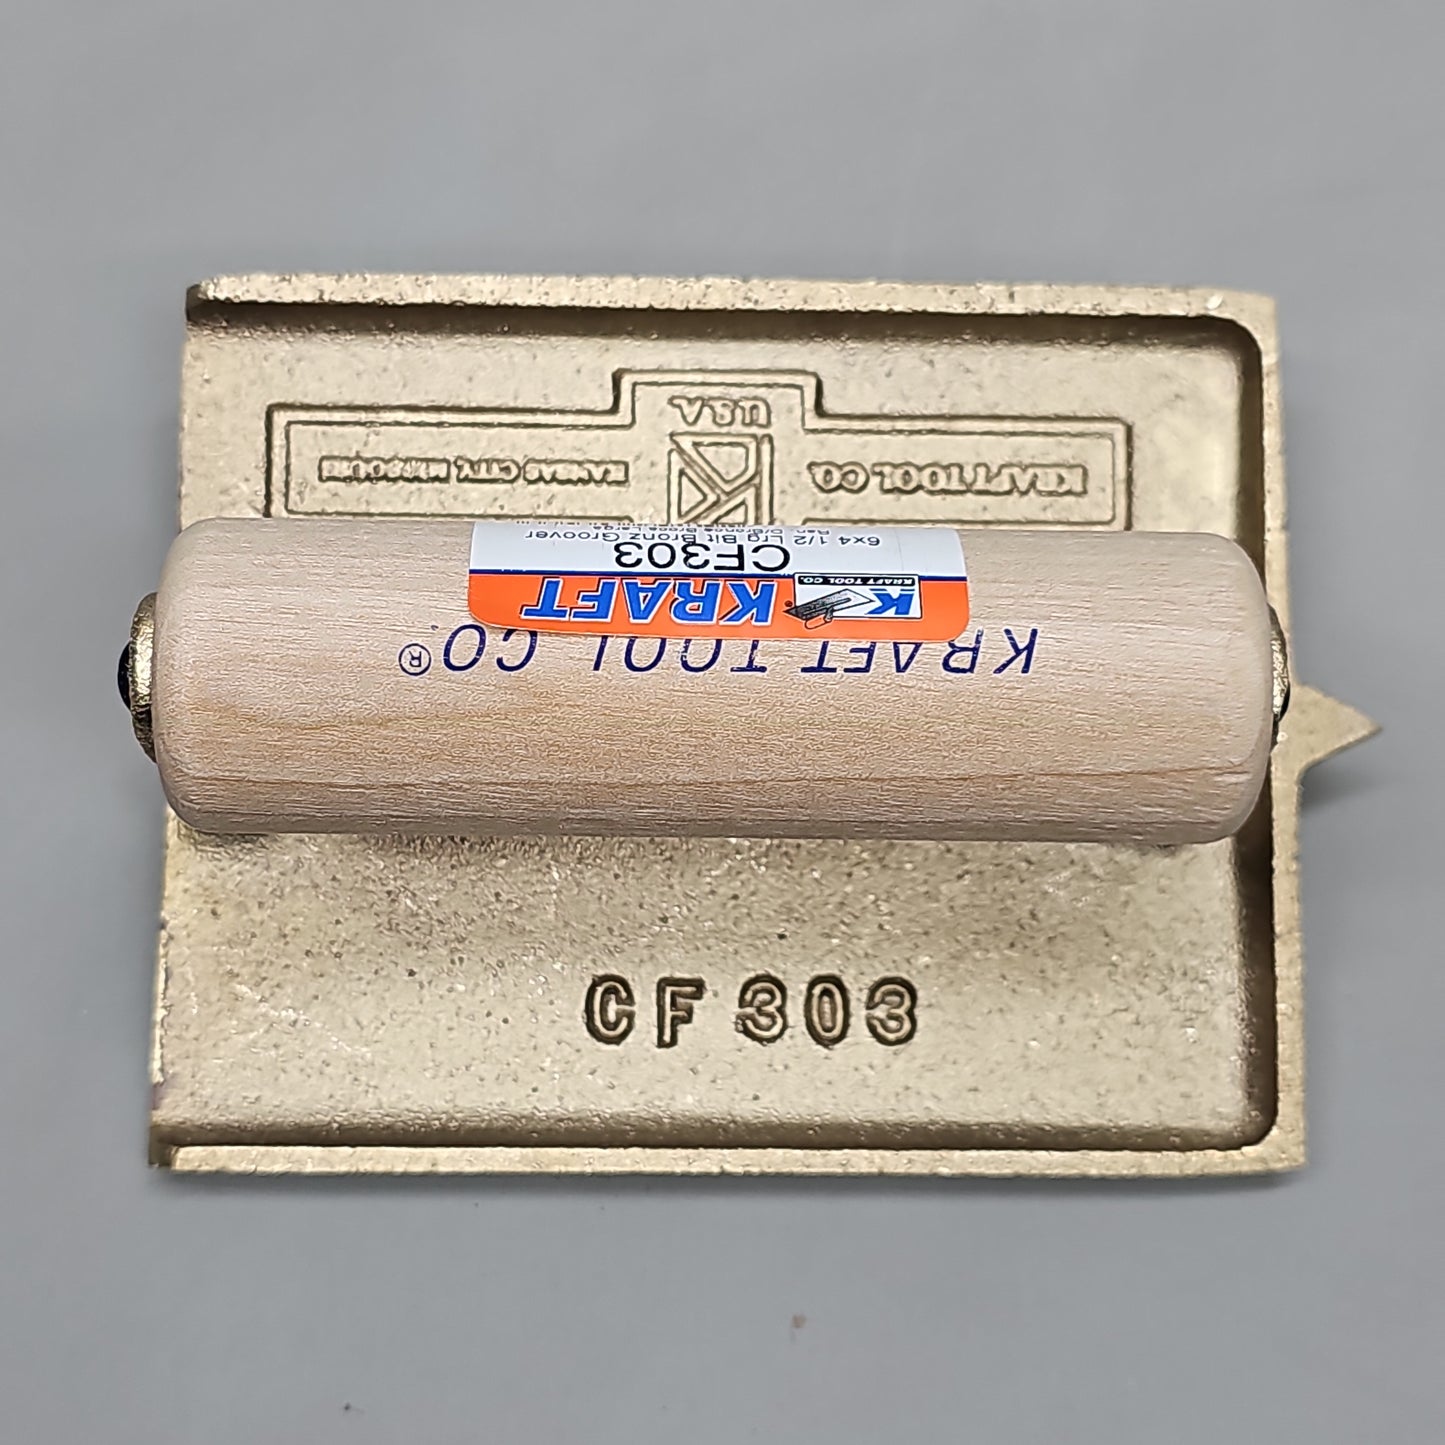 U.S.A.
KRAFT TOOL CO.
KANSAS CITY, MISSOURI
KRAFT TOOL CO.®
KRAFT TOOL CO.
KRAFT®
CF303
6x4 1/2 Lrg Bit Bronz Groover
CF 303